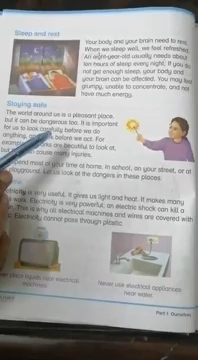 Sleep and rest
Your body and your brain need to rest.
When we sleep well, we feel refreshed.
An eight-year-old usually needs about
ten hours of sleep every night. If you do
not get enough sleep, your body and
your brain can be affected. You may feel
grumpy, unable to concentrate, and not
have much energy.
Staying safe
The world around us is a pleasant place,
but it can be dangerous too. It is important
for us to look carefully before we do
anything, before we act. For
are beautiful to look at,
but cause many injuries.
spend most of your time at home, in school, on your street, or at
playground. Let us look at the dangers in these places.
is very useful. It gives us light and heat. It makes many
work. Electricity is very powerful; an electric shock can kill a
This is why all electrical machines and wires are covered with
Electricity cannot pass through plastic.
liquids near electrical
machines.
Never use electrical appliances
near water.
Part 1: Ourselves